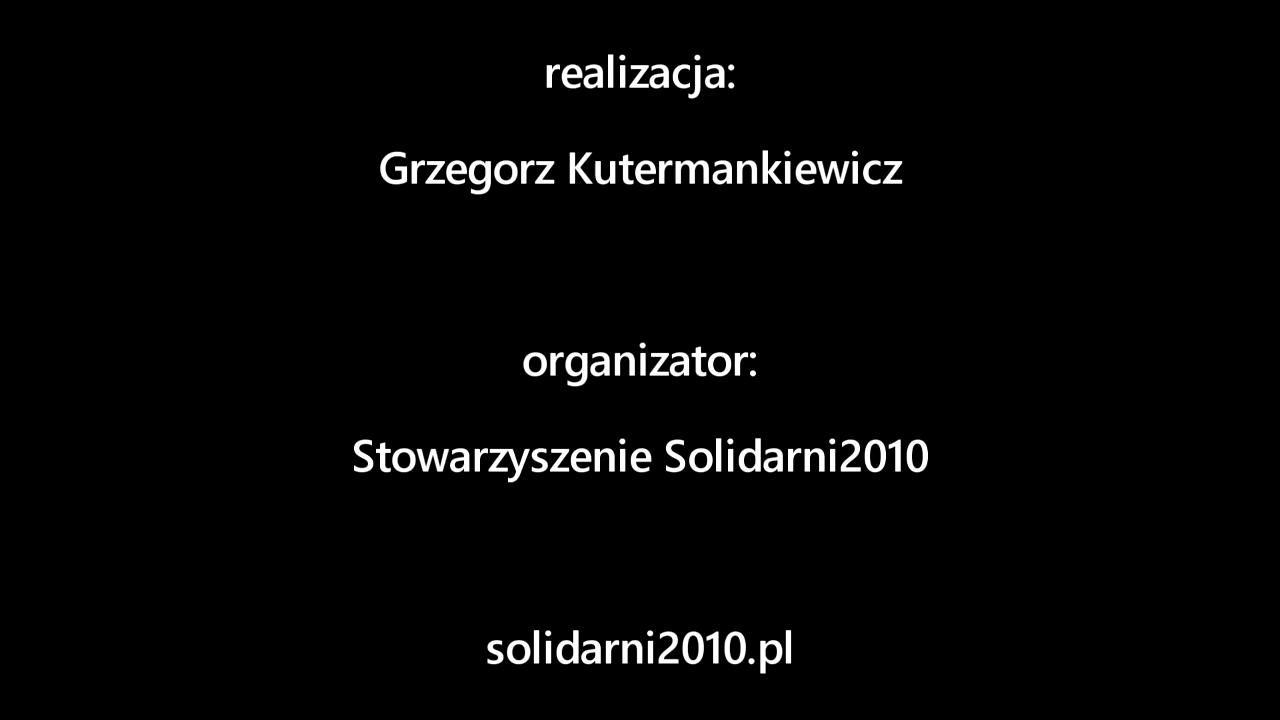 realizacja:
Grzegorz Kutermankiewicz
organizator:
Stowarzyszenie Solidarni2010
solidarni2010.pl